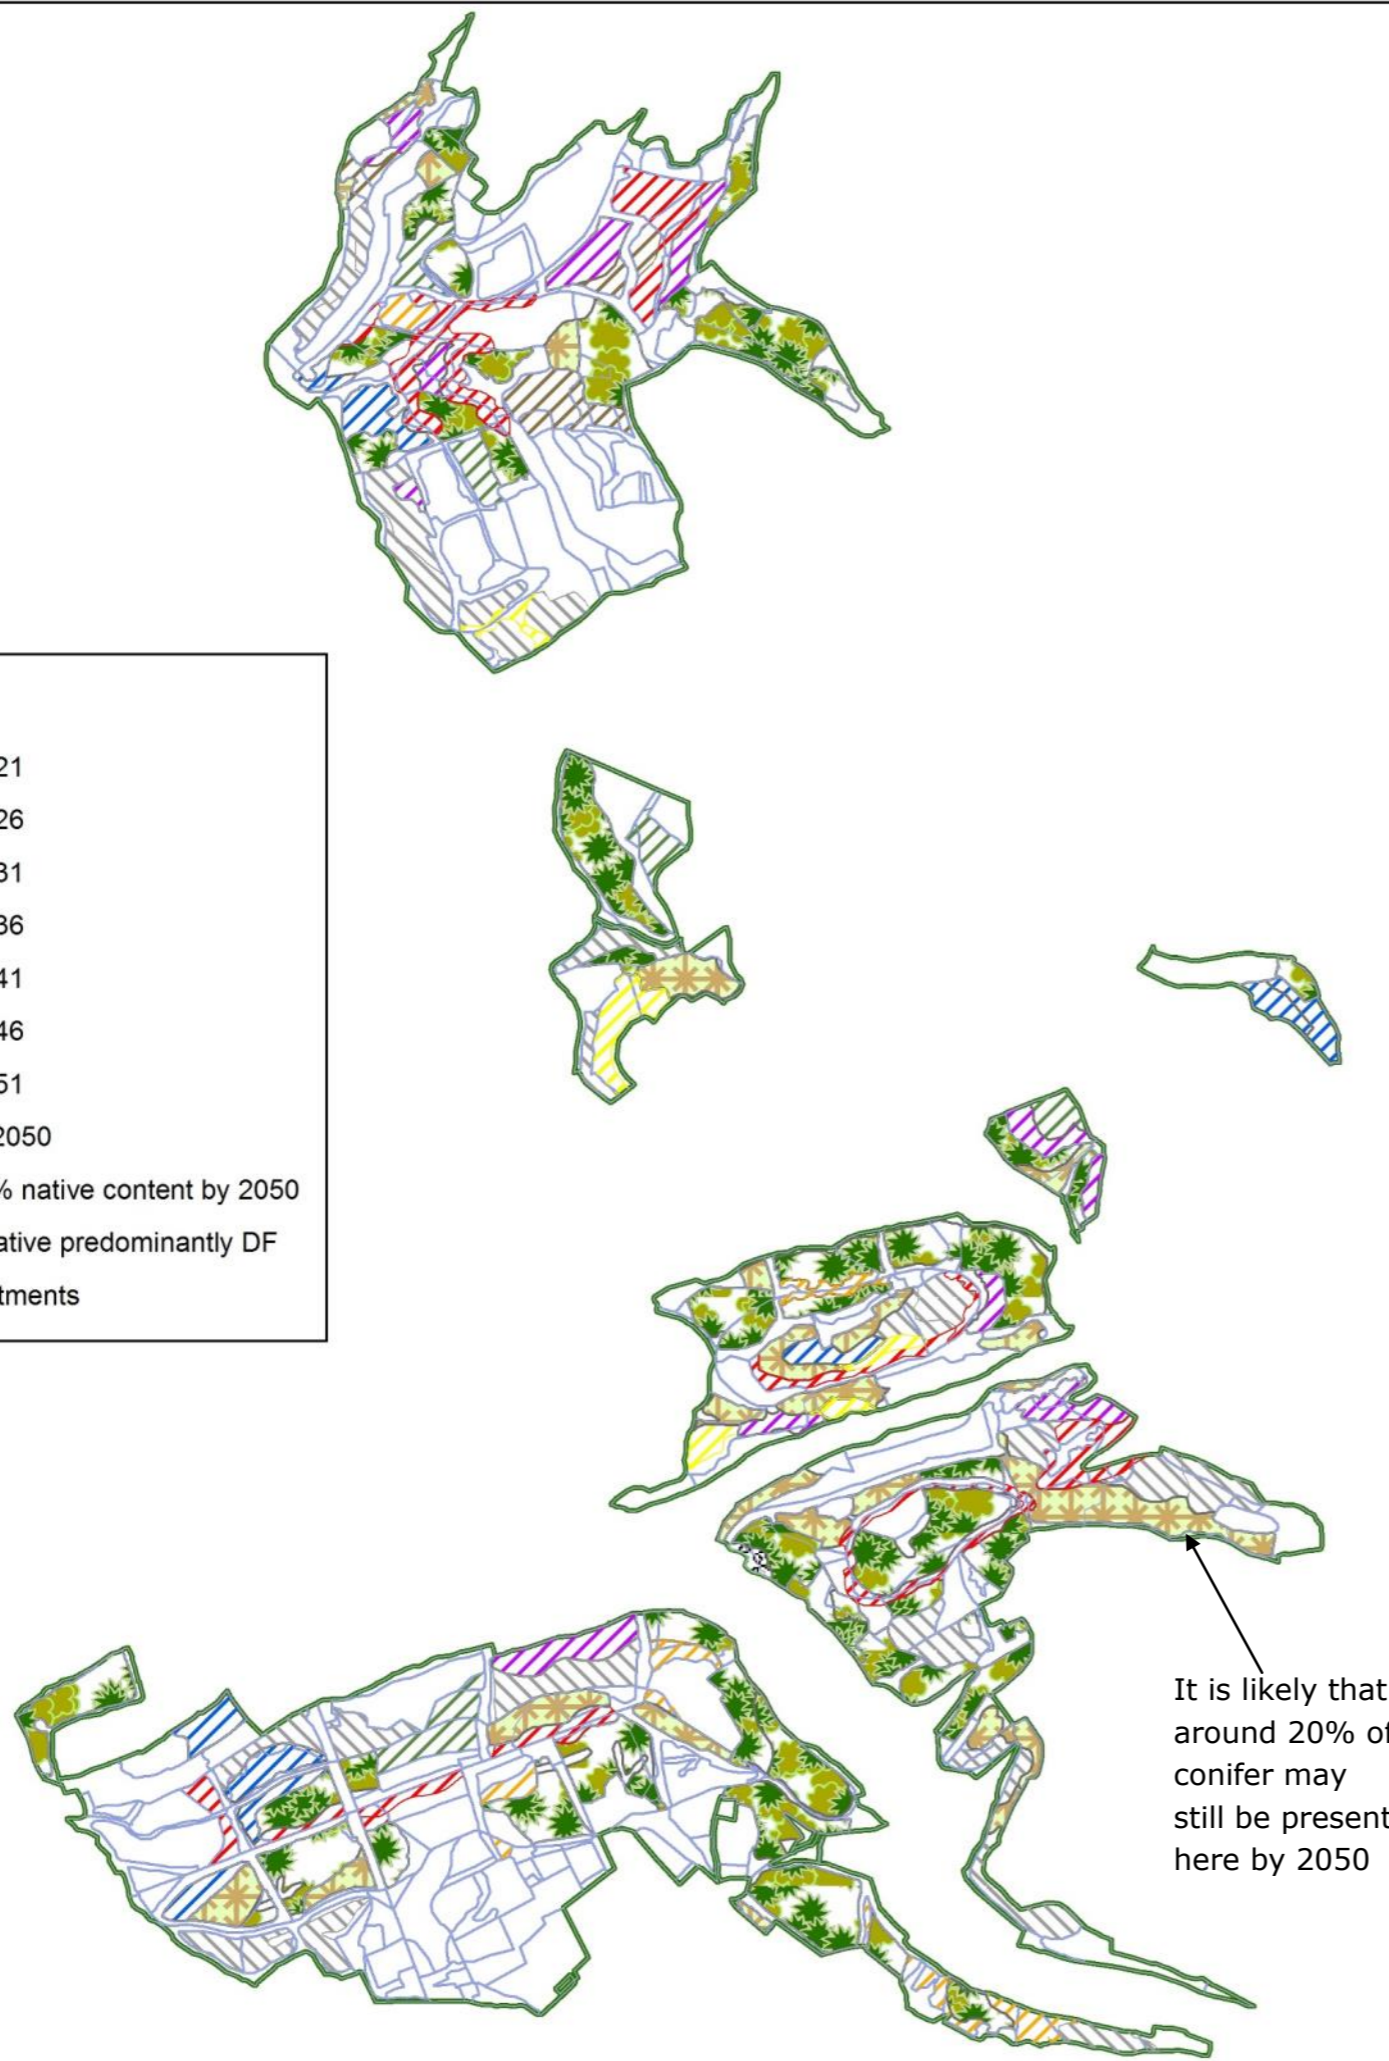 21
26
31
36
41
46
51
2050
% native content by 2050
ative predominantly DF
tments
It is likely that
around 20% of
conifer may
still be present
here by 2050